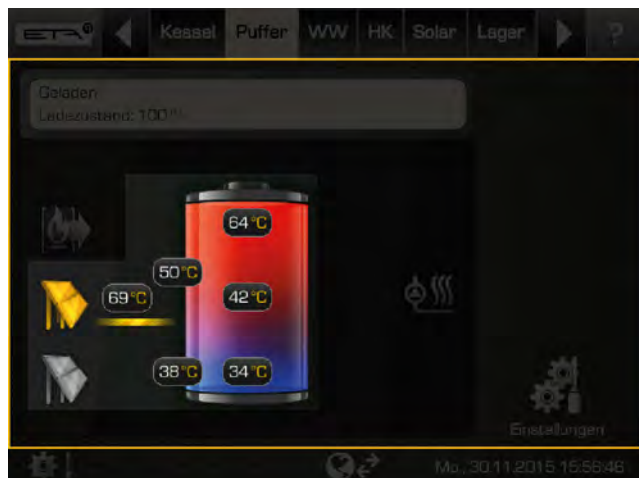 ETA
Kessel Puffer WW HK Solar Lager ?
Geladen
Ladezustand: 100%
64°C
50°C
69°C 42°C
38°C 34°C
Einstellungen
Mo., 30.11.2015 15:56:46